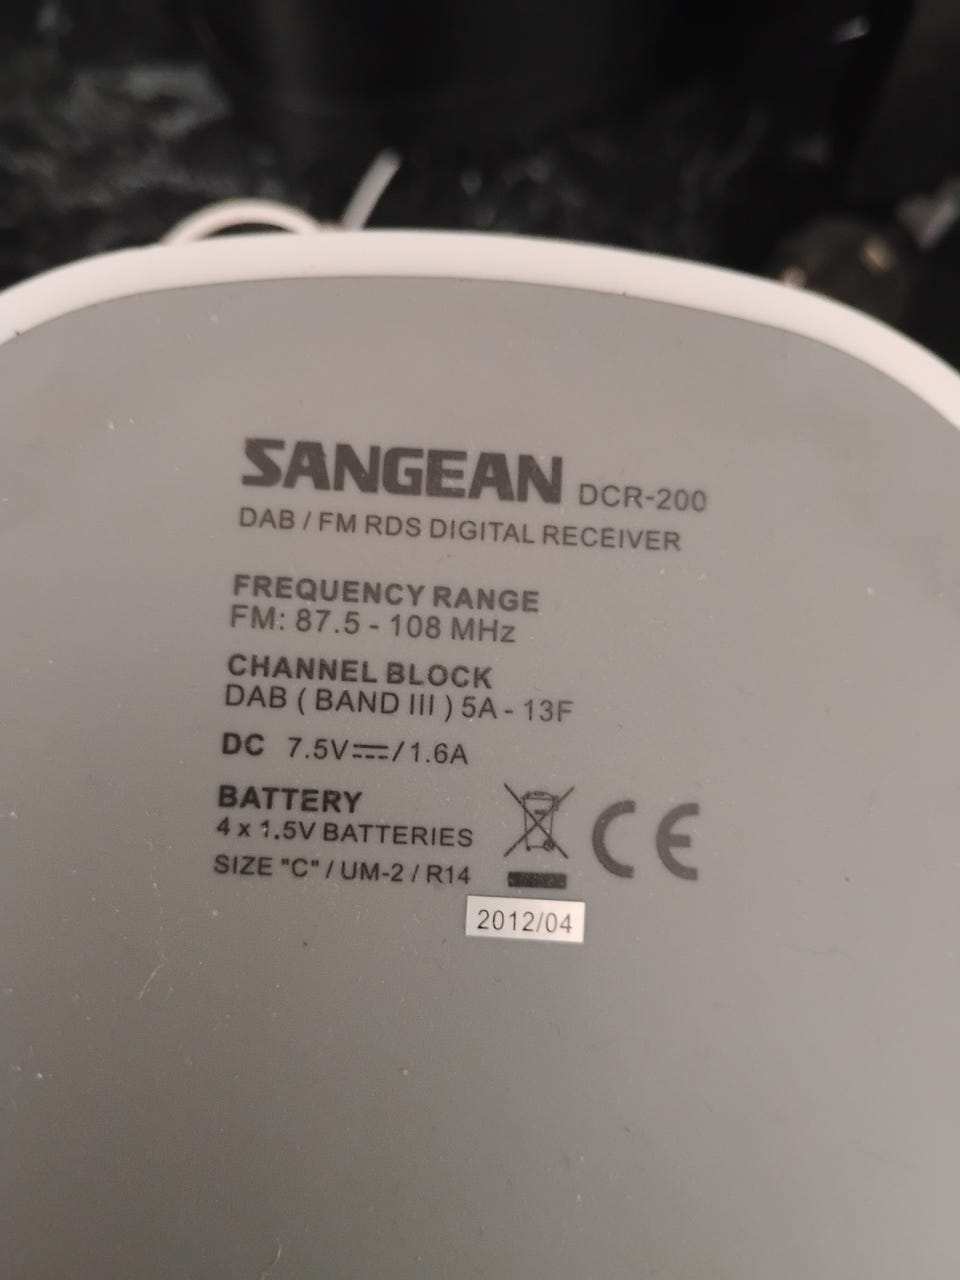 SANGEAN DCR-200
DAB / FM RDS DIGITAL RECEIVER
FREQUENCY RANGE
FM: 87.5 - 108 MHz
CHANNEL BLOCK
DAB ( BAND III ) 5A - 13F
DC 7.5V⎓/1.6A
BATTERY
4 x 1.5V BATTERIES
SIZE "C" / UM-2 / R14
CE
2012/04